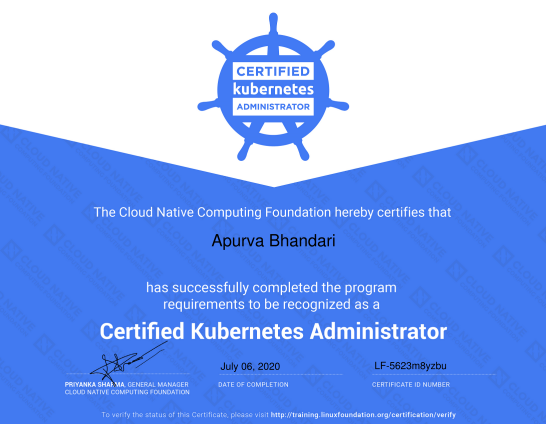 CERTIFIED
kubernetes
ADMINISTRATOR
The Cloud Native Computing Foundation hereby certifies that
Apurva Bhandari
has successfully completed the program
requirements to be recognized as a
Certified Kubernetes Administrator
July 06, 2020
LF-5623m8yzbu
PRIYANKA SHARMA, GENERAL MANAGER
CLOUD NATIVE COMPUTING FOUNDATION
DATE OF COMPLETION
CERTIFICATE ID NUMBER
To verify the status of this Certificate, please visit http://training.linuxfoundation.org/certification/verify